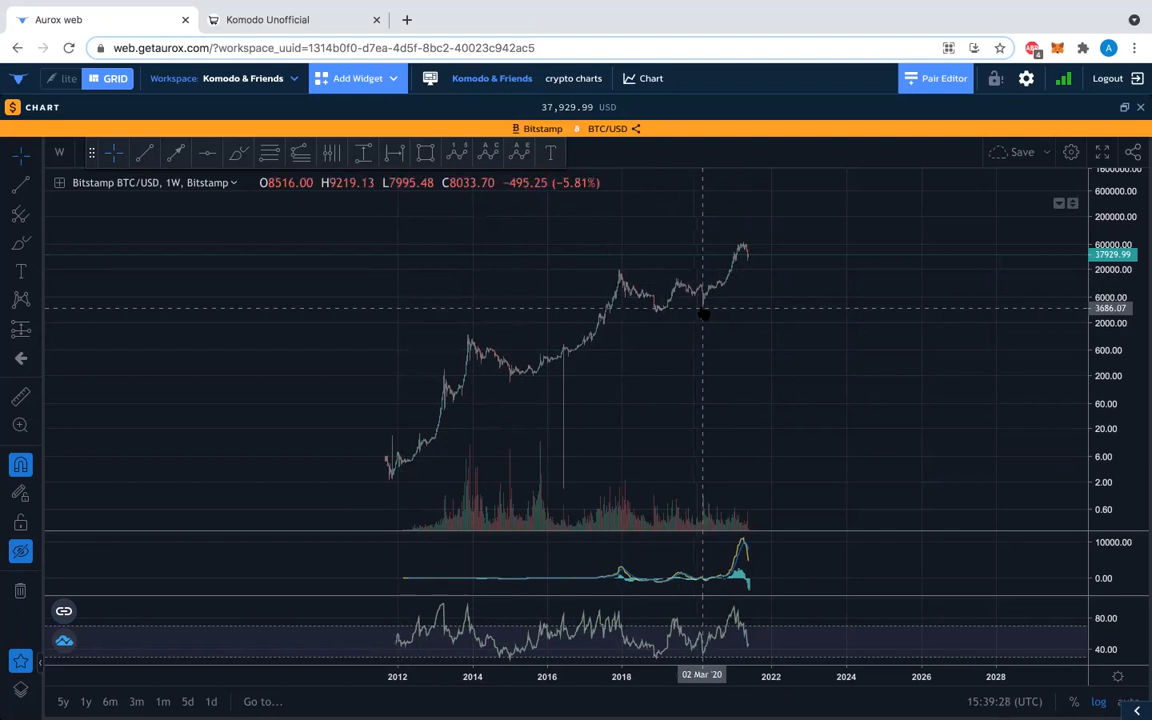 Aurox web
Komodo Unofficial
web.getaurox.com/?workspace_uuid=1314b0f0-d7ea-4d5f-8bc2-40023c942ac5
4
A
lite
GRID
Workspace: Komodo & Friends
Add Widget
Komodo & Friends
crypto charts
Chart
Pair Editor
Logout
CHART
37,929.99 USD
Bitstamp
BTC/USD
W
Save
Bitstamp BTC/USD, 1W, Bitstamp
O8516.00 H9219.13 L7995.48 C8033.70 −495.25 (−5.81%)
1600000.00
600000.00
200000.00
60000.00
37929.99
20000.00
6000.00
3686.07
2000.00
600.00
200.00
60.00
20.00
6.00
2.00
0.60
10000.00
0.00
80.00
40.00
2012
2014
2016
2018
02 Mar '20
2022
2024
2026
2028
5y
1y
6m
3m
1m
5d
1d
Go to...
15:39:28 (UTC)
%
log